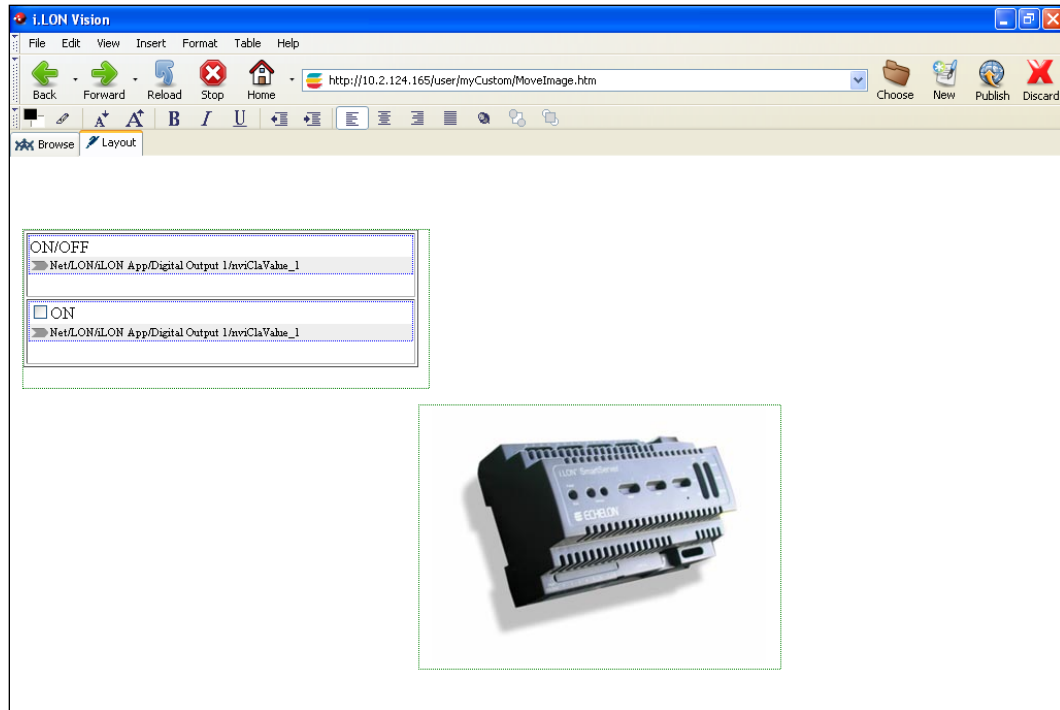 i.LON Vision
File Edit View Insert Format Table Help
http://10.2.124.165/user/myCustom/MoveImage.htm
Back Forward Reload Stop Home Choose New Publish Discard
A A B I U
Browse Layout
ON/OFF
Net/LON/iLON App/Digital Output 1/nviClaValue_1
ON
Net/LON/iLON App/Digital Output 1/nviClaValue_1
i.LON SmartServer
ECHELON